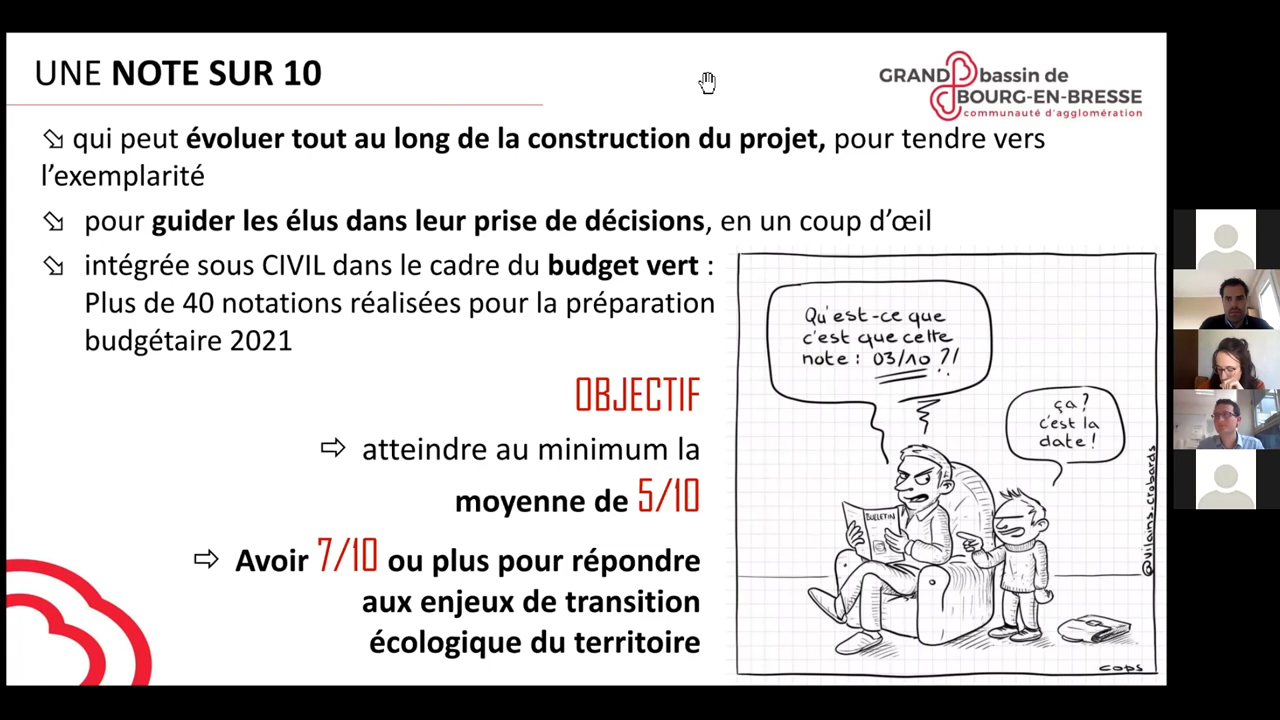 UNE NOTE SUR 10
GRAND bassin de
BOURG-EN-BRESSE
communauté d'agglomération
qui peut évoluer tout au long de la construction du projet, pour tendre vers
l'exemplarité
pour guider les élus dans leur prise de décisions, en un coup d'œil
intégrée sous CIVIL dans le cadre du budget vert :
Plus de 40 notations réalisées pour la préparation
budgétaire 2021
OBJECTIF
atteindre au minimum la
moyenne de 5/10
Avoir 7/10 ou plus pour répondre
aux enjeux de transition
écologique du territoire
Qu'est-ce que
c'est que cette
note : 03/10 ?!
ça ?
c'est la
date !
BULLETIN
@vilains.crobards
cops